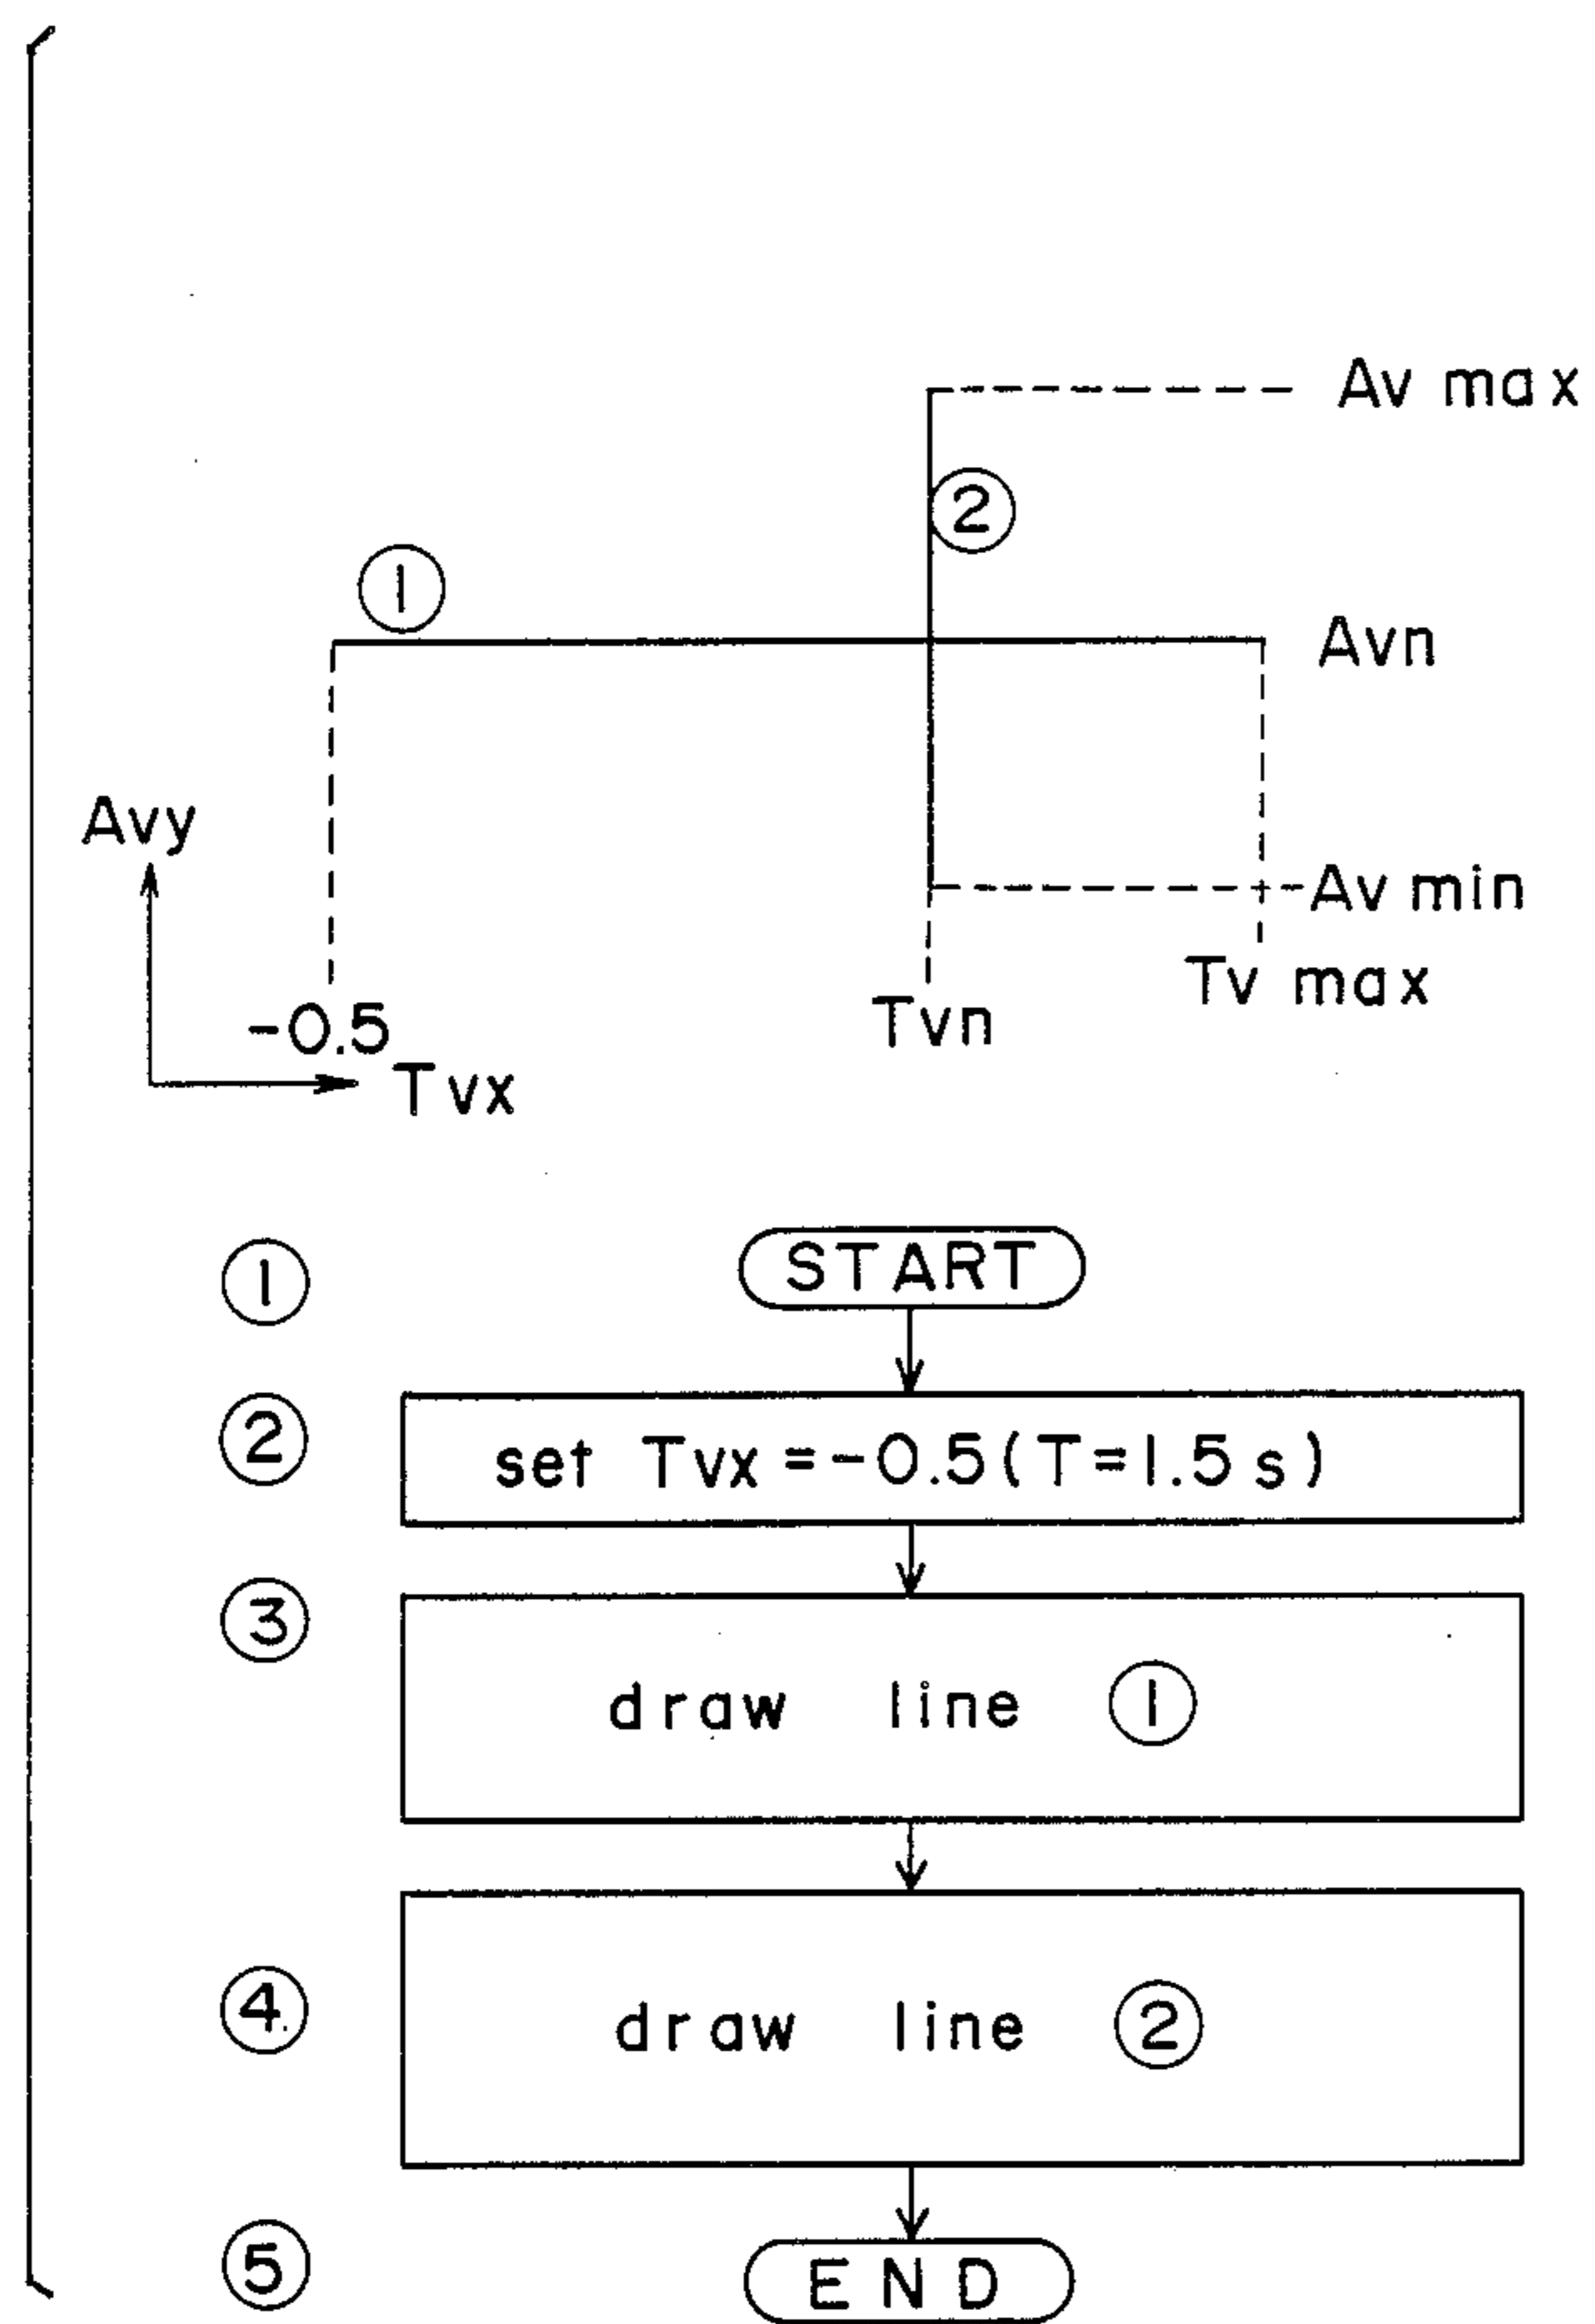 Av max
②
①
Avn
Avy
Av min
Tv max
-0.5
Tvn
Tvx
① START
② set Tvx=-0.5(T=1.5s)
③ draw line ①
④ draw line ②
⑤ END